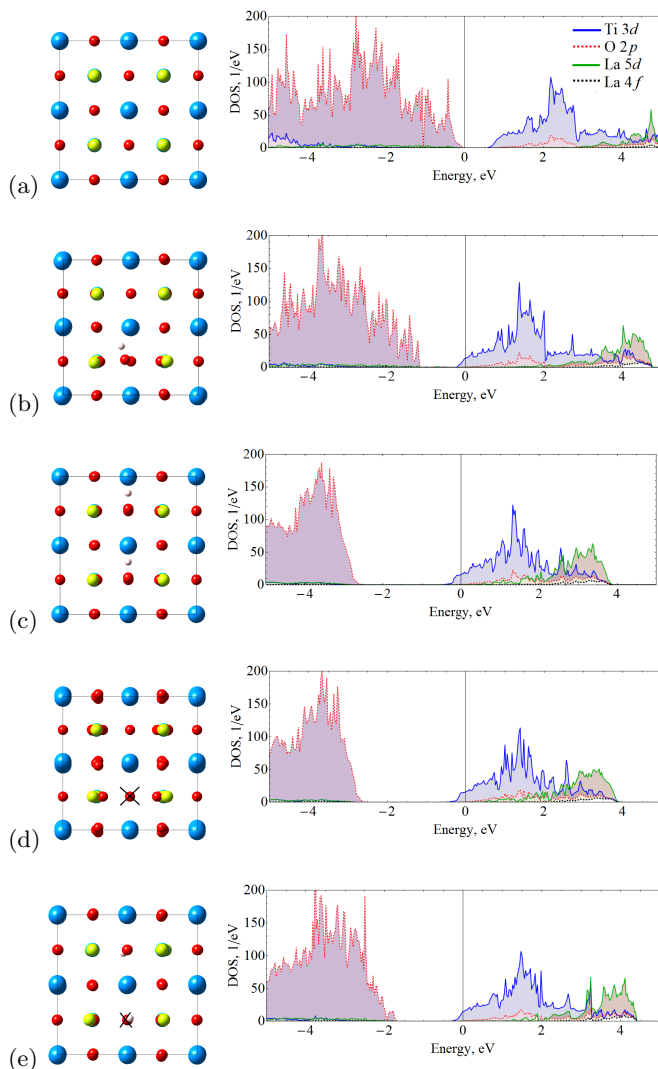 (a)
DOS, 1/eV
200
150
100
50
0
Ti 3d
O 2p
La 5d
La 4f
−4 −2 0 2 4
Energy, eV
(b)
DOS, 1/eV
200
150
100
50
0
−4 −2 0 2 4
Energy, eV
(c)
DOS, 1/eV
200
150
100
50
0
−4 −2 0 2 4
Energy, eV
(d)
DOS, 1/eV
200
150
100
50
0
−4 −2 0 2 4
Energy, eV
(e)
DOS, 1/eV
200
150
100
50
0
−4 −2 0 2 4
Energy, eV